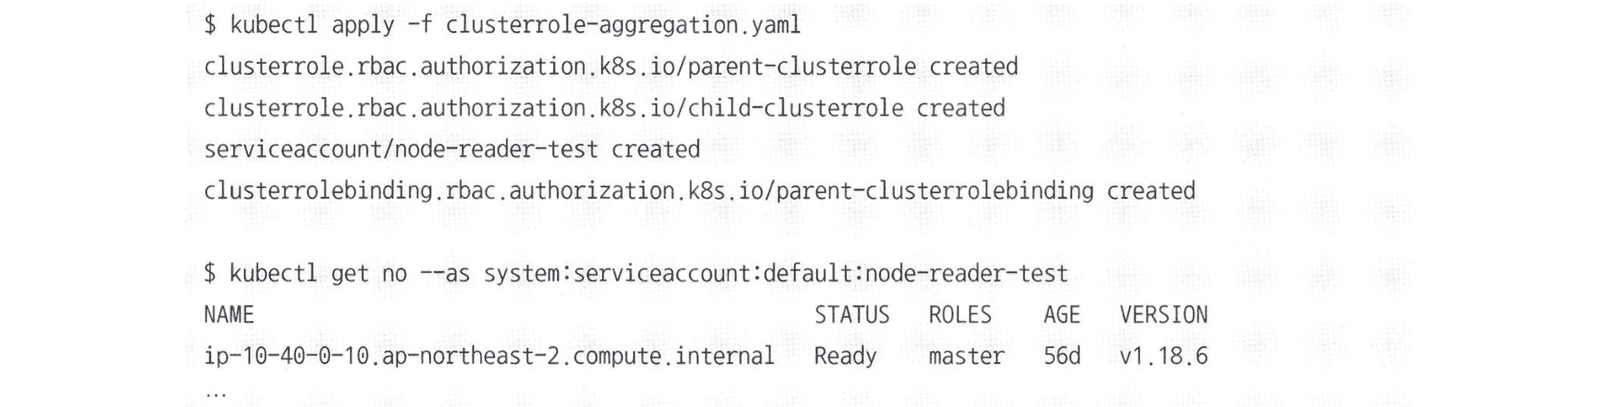 $ kubectl apply -f clusterrole-aggregation.yaml
clusterrole.rbac.authorization.k8s.io/parent-clusterrole created
clusterrole.rbac.authorization.k8s.io/child-clusterrole created
serviceaccount/node-reader-test created
clusterrolebinding.rbac.authorization.k8s.io/parent-clusterrolebinding created
$ kubectl get no --as system:serviceaccount:default:node-reader-test
NAME STATUS ROLES AGE VERSION
ip-10-40-0-10.ap-northeast-2.compute.internal Ready master 56d v1.18.6
...